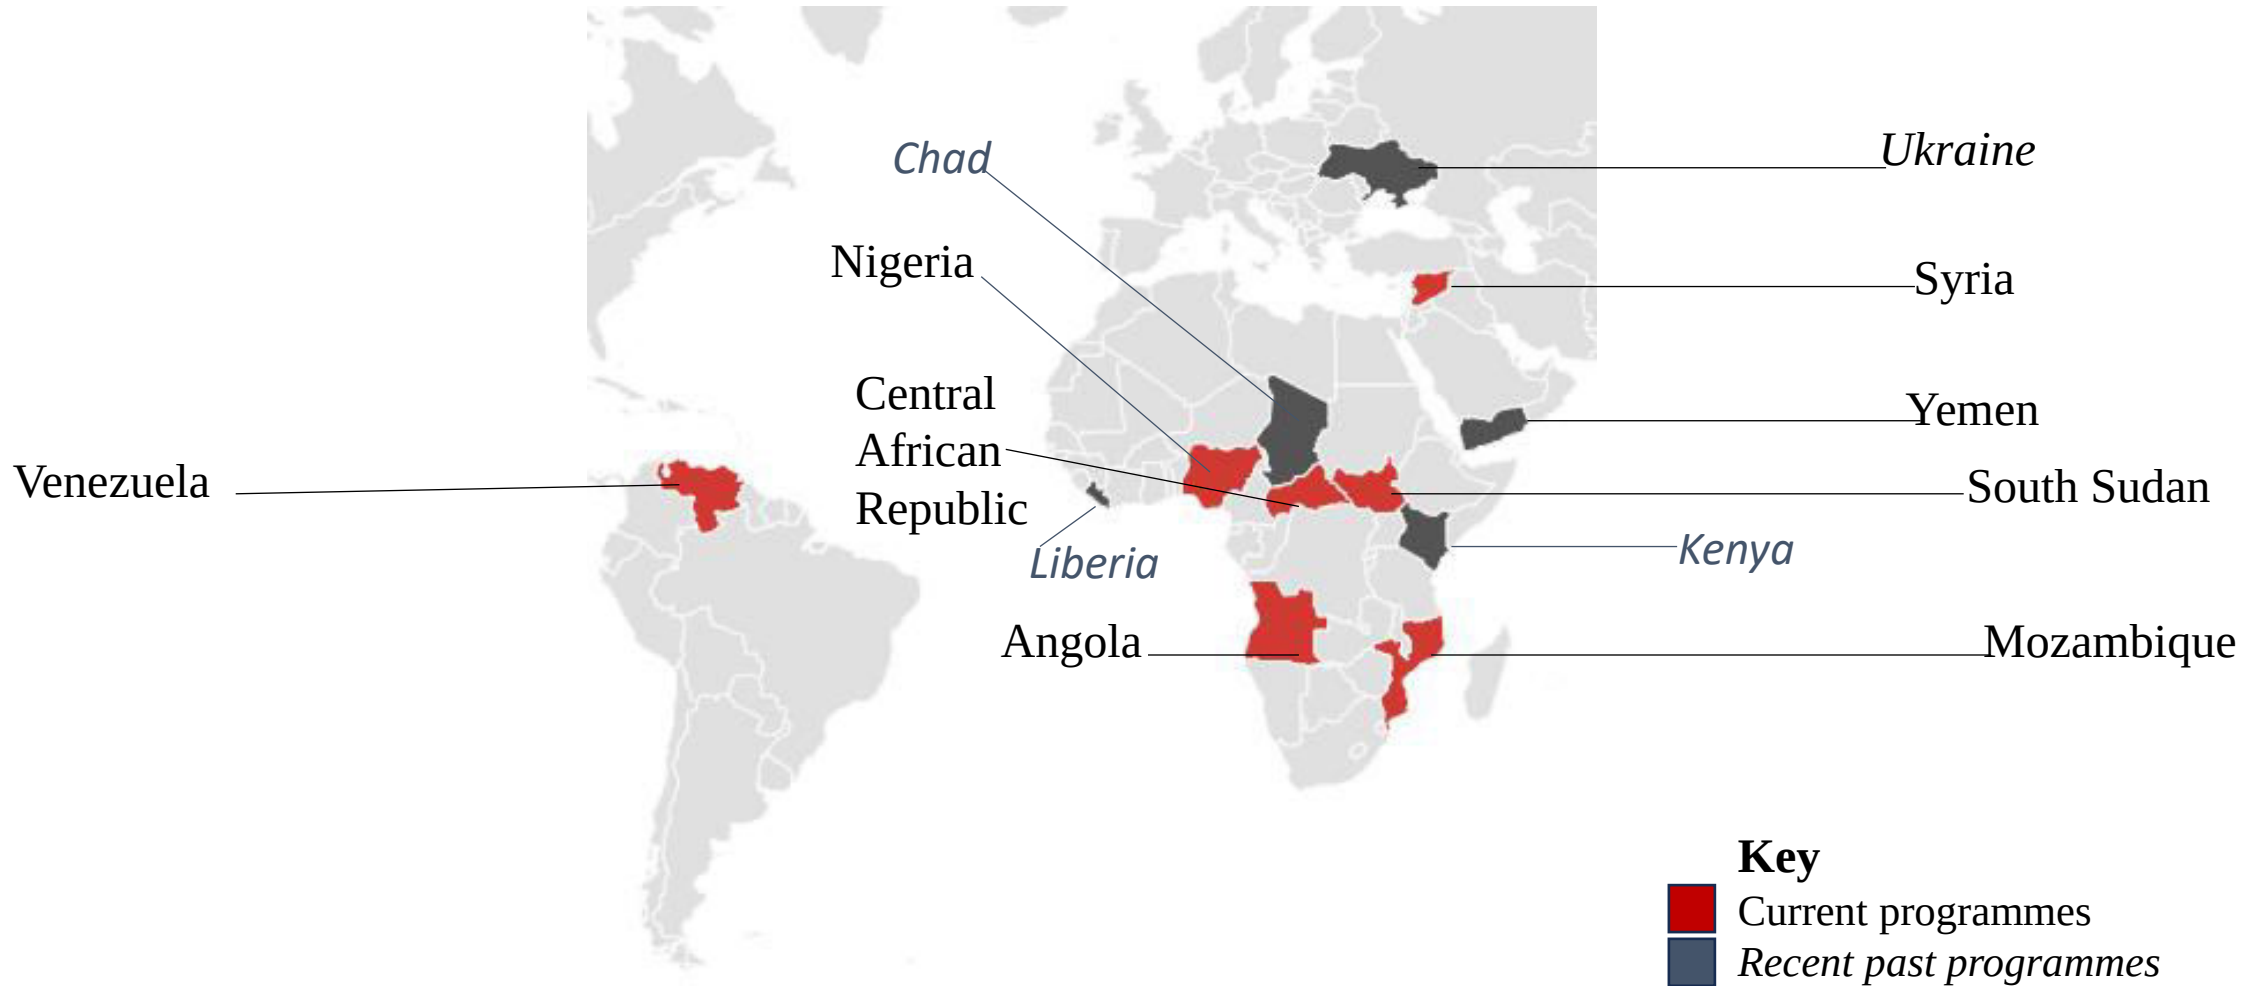 Chad
Ukraine
Nigeria
Syria
Central
African
Republic
Yemen
Venezuela
South Sudan
Liberia
Kenya
Angola
Mozambique
Key
Current programmes
Recent past programmes